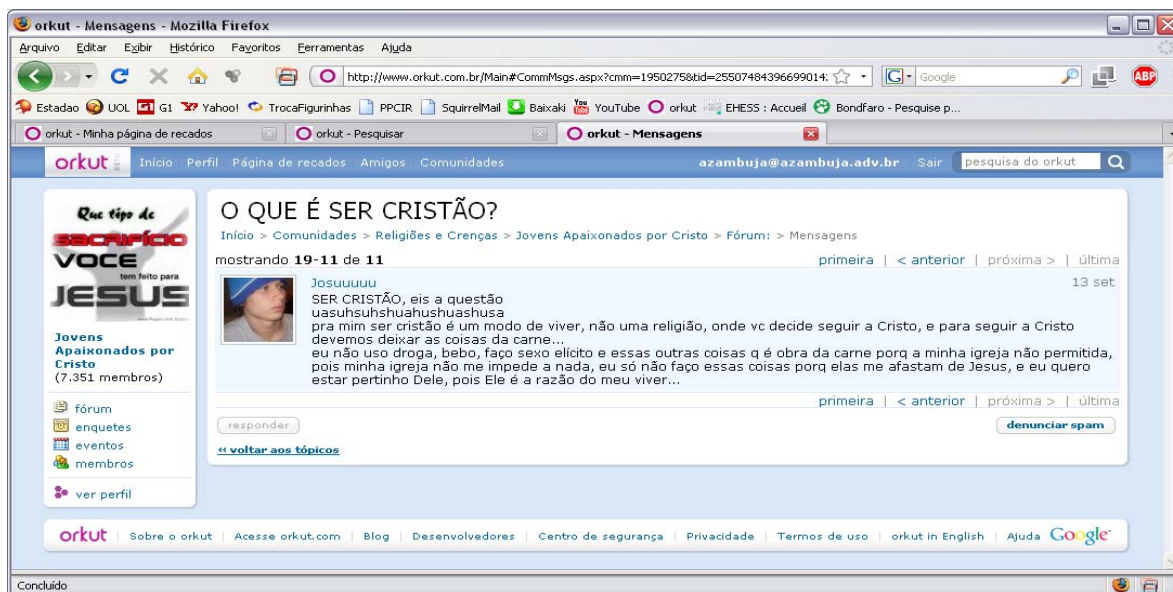 orkut - Mensagens - Mozilla Firefox
Arquivo Editar Exibir Histórico Favoritos Ferramentas Ajuda
http://www.orkut.com.br/Main#CommMsgs.aspx?cmm=1950275&tid=25507484396699014: Google ABP
Estadao UOL G1 Yahoo! TrocaFigurinhas PPCIR SquirrelMail Baixaki YouTube orkut EHESS : Accueil Bondfaro - Pesquise p...
orkut - Minha página de recados orkut - Pesquisar orkut - Mensagens
orkut Início Perfil Página de recados Amigos Comunidades azambuja@azambuja.adv.br Sair pesquisa do orkut
Que tipo de
SACRIFÍCIO
VOCE
tem feito para
JESUS
Jovens
Apaixonados por
Cristo
(7.351 membros)
fórum
enquetes
eventos
membros
ver perfil
O QUE É SER CRISTÃO?
Início > Comunidades > Religiões e Crenças > Jovens Apaixonados por Cristo > Fórum: > Mensagens
mostrando 19-11 de 11 primeira | < anterior | próxima > | última
Josuuuuu 13 set
SER CRISTÃO, eis a questão
uasuhsuhshuahushuashusa
pra mim ser cristão é um modo de viver, não uma religião, onde vc decide seguir a Cristo, e para seguir a Cristo
devemos deixar as coisas da carne...
eu não uso droga, bebo, faço sexo elícito e essas outras coisas q é obra da carne porq a minha igreja não permitida,
pois minha igreja não me impede a nada, eu só não faço essas coisas porq elas me afastam de Jesus, e eu quero
estar pertinho Dele, pois Ele é a razão do meu viver...
primeira | < anterior | próxima > | última
responder denunciar spam
‹‹ voltar aos tópicos
orkut | Sobre o orkut | Acesse orkut.com | Blog | Desenvolvedores | Centro de segurança | Privacidade | Termos de uso | orkut in English | Ajuda Google
Concluído